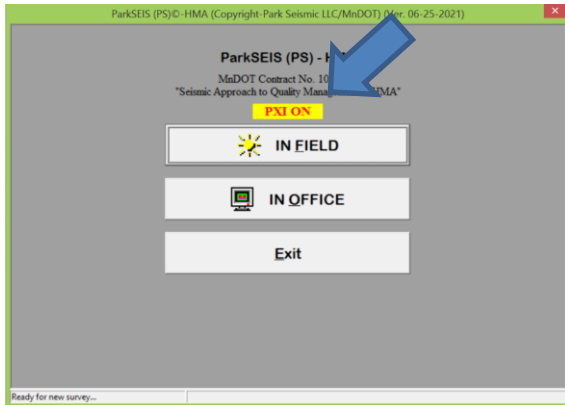 ParkSEIS (PS)©-HMA (Copyright-Park Seismic LLC/MnDOT) (Ver. 06-25-2021)
ParkSEIS (PS) - H
MnDOT Contract No. 10
"Seismic Approach to Quality Mana HMA"
PXI ON
IN FIELD
IN OFFICE
Exit
Ready for new survey...